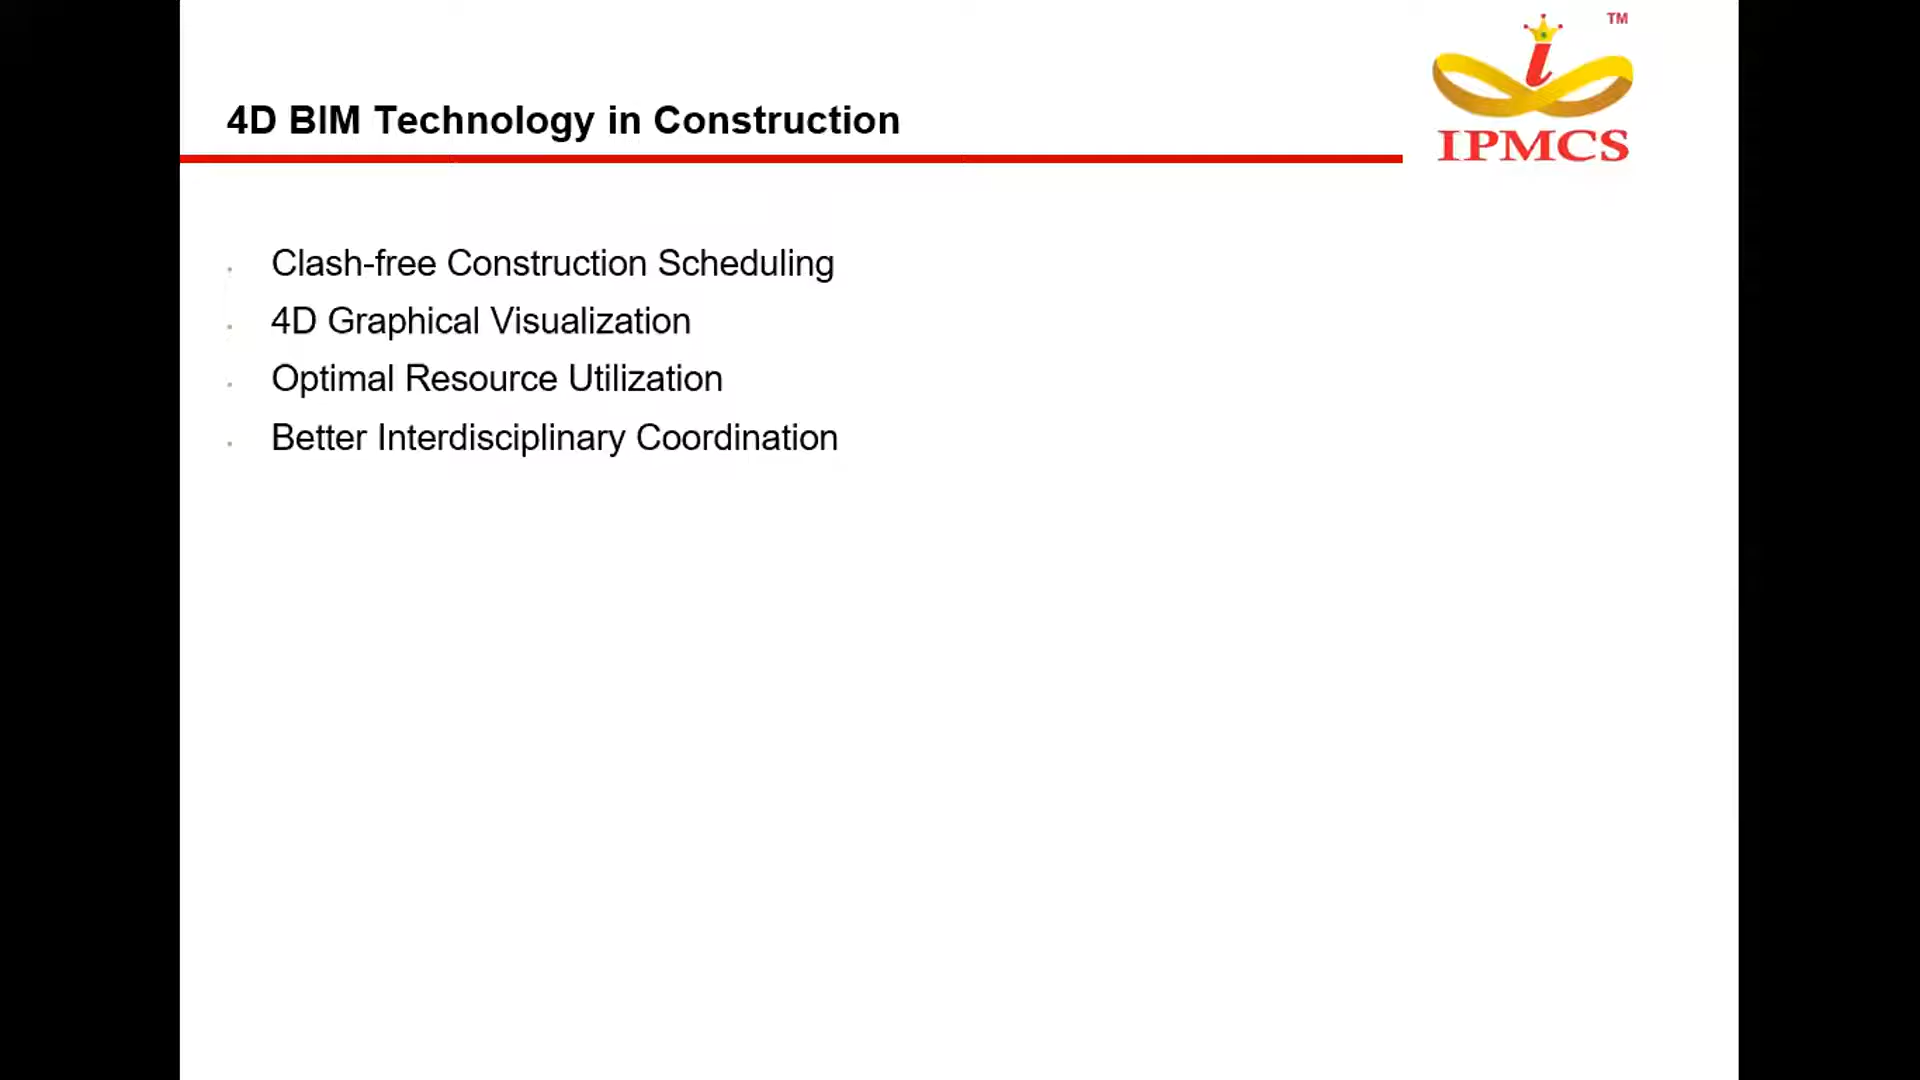 TM
i
IPMCS
4D BIM Technology in Construction
Clash-free Construction Scheduling
4D Graphical Visualization
Optimal Resource Utilization
Better Interdisciplinary Coordination